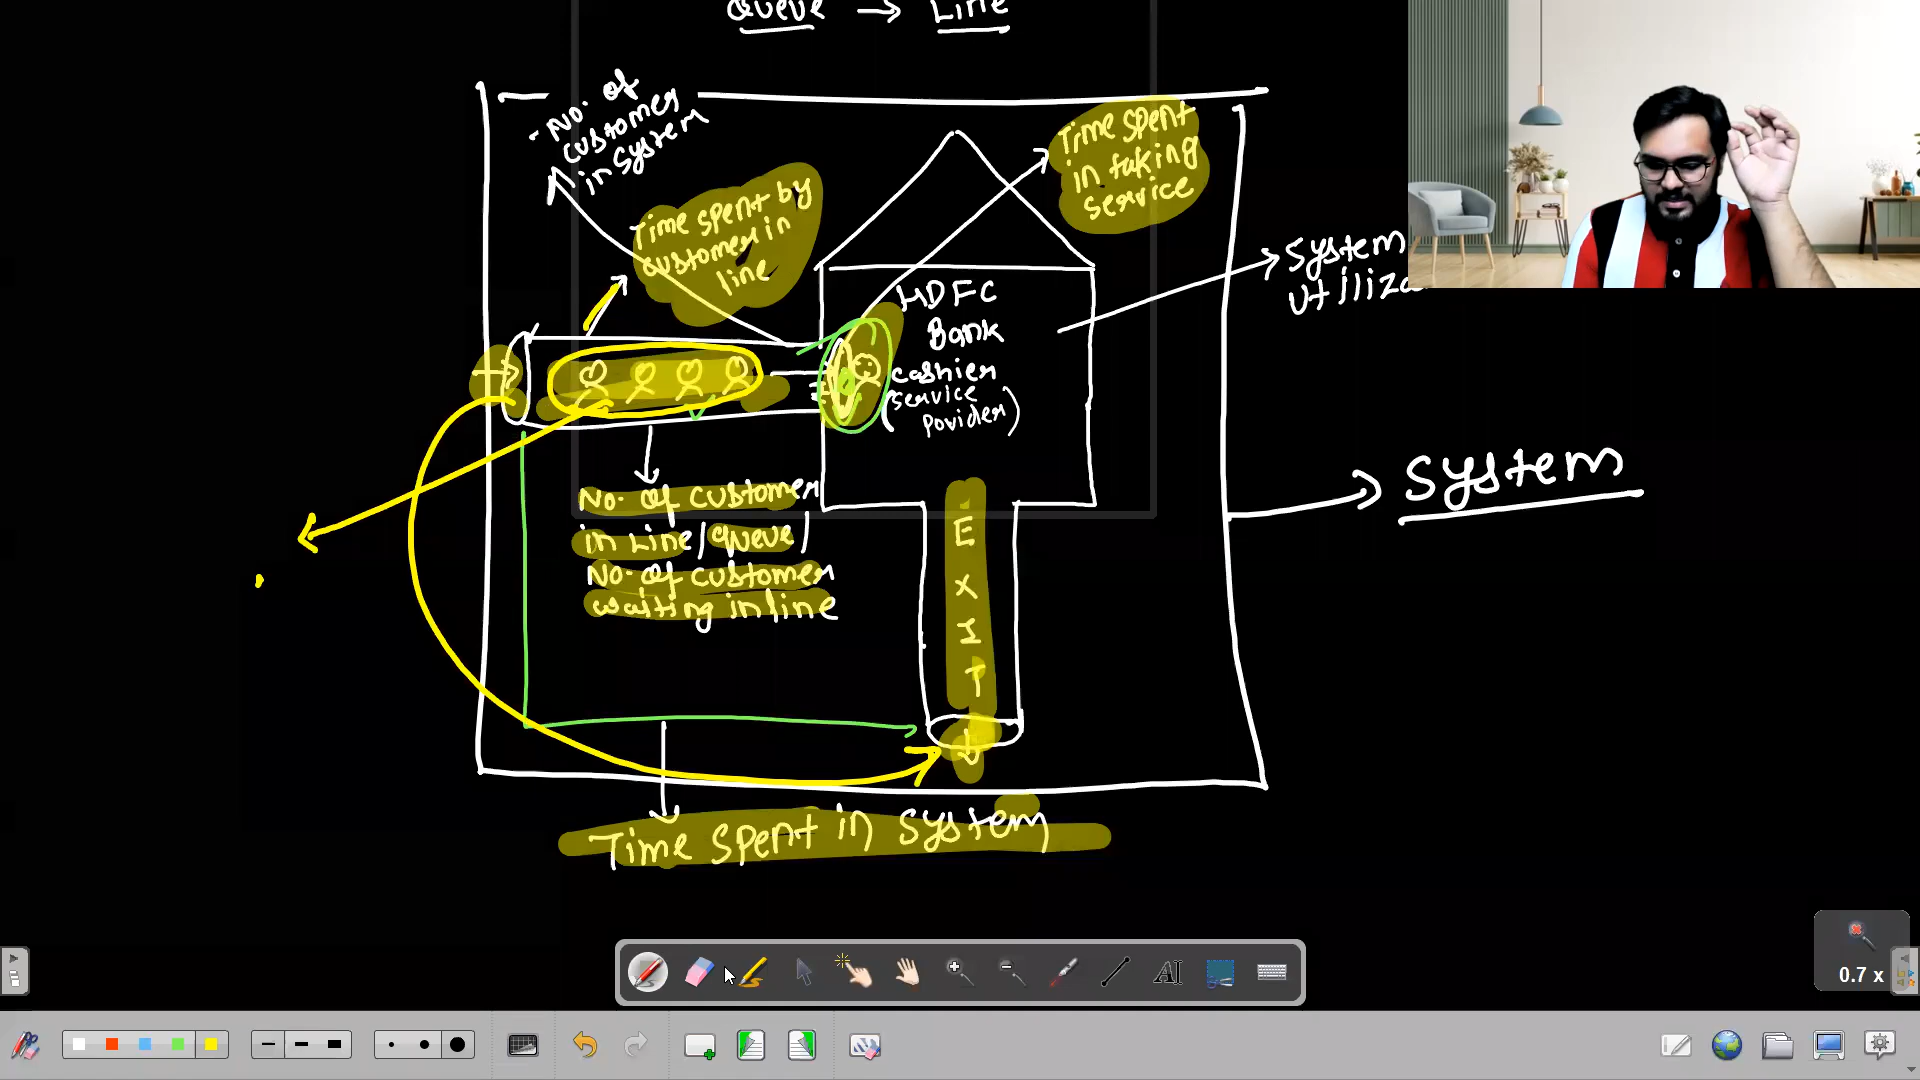 Queue → Line
- No. of
customer
in system
Time spent
in taking
service
Time spent by
customer in
line
System
utiliza
HDFC
Bank
cashier
(service
povider)
System
No. of customer
in Line/queue/
No. of customer
waiting in line
E
X
I
T
Time spent in system
0.7 x